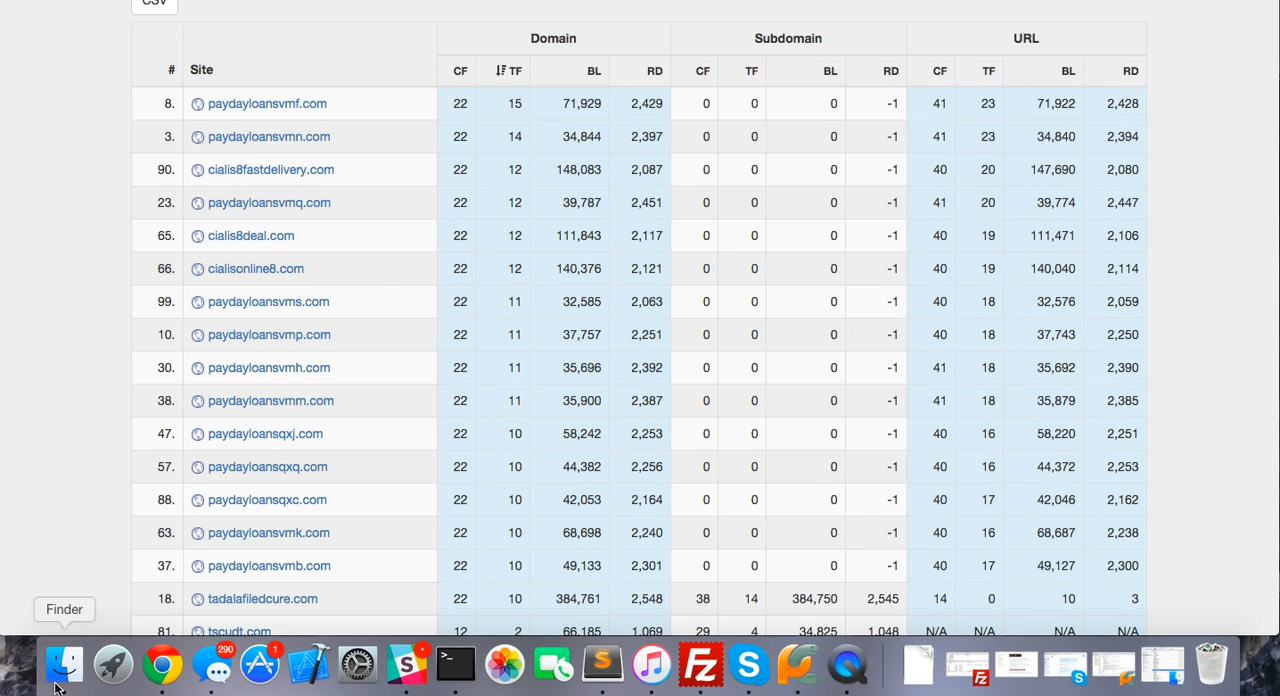 CSV
Domain Subdomain URL
# Site CF TF BL RD CF TF BL RD CF TF BL RD
8. paydayloansvmf.com 22 15 71,929 2,429 0 0 0 -1 41 23 71,922 2,428
3. paydayloansvmn.com 22 14 34,844 2,397 0 0 0 -1 41 23 34,840 2,394
90. cialis8fastdelivery.com 22 12 148,083 2,087 0 0 0 -1 40 20 147,690 2,080
23. paydayloansvmq.com 22 12 39,787 2,451 0 0 0 -1 41 20 39,774 2,447
65. cialis8deal.com 22 12 111,843 2,117 0 0 0 -1 40 19 111,471 2,106
66. cialisonline8.com 22 12 140,376 2,121 0 0 0 -1 40 19 140,040 2,114
99. paydayloansvms.com 22 11 32,585 2,063 0 0 0 -1 40 18 32,576 2,059
10. paydayloansvmp.com 22 11 37,757 2,251 0 0 0 -1 40 18 37,743 2,250
30. paydayloansvmh.com 22 11 35,696 2,392 0 0 0 -1 41 18 35,692 2,390
38. paydayloansvmm.com 22 11 35,900 2,387 0 0 0 -1 41 18 35,879 2,385
47. paydayloansqxj.com 22 10 58,242 2,253 0 0 0 -1 40 16 58,220 2,251
57. paydayloansqxq.com 22 10 44,382 2,256 0 0 0 -1 40 16 44,372 2,253
88. paydayloansqxc.com 22 10 42,053 2,164 0 0 0 -1 40 17 42,046 2,162
63. paydayloansvmk.com 22 10 68,698 2,240 0 0 0 -1 40 16 68,687 2,238
37. paydayloansvmb.com 22 10 49,133 2,301 0 0 0 -1 40 17 49,127 2,300
18. tadalafiledcure.com 22 10 384,761 2,548 38 14 384,750 2,545 14 0 10 3
81. tscudt.com 12 2 66,185 1,069 29 4 34,825 1,048 N/A N/A N/A N/A
Finder
290 1